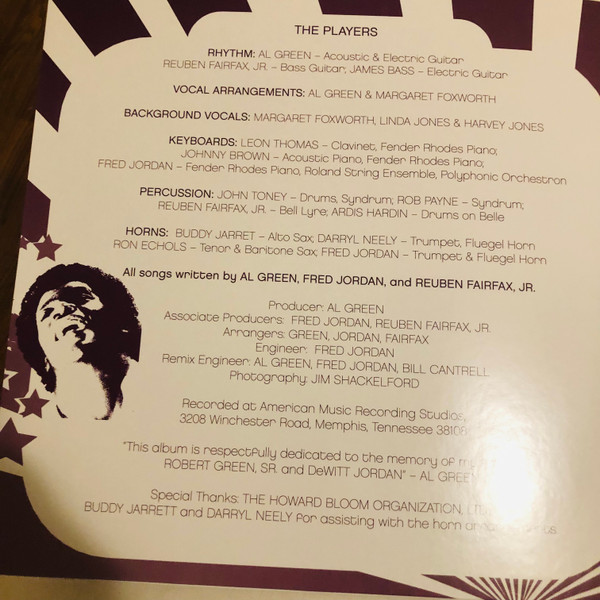 THE PLAYERS
RHYTHM: AL GREEN – Acoustic & Electric Guitar
REUBEN FAIRFAX, JR. – Bass Guitar; JAMES BASS – Electric Guitar
VOCAL ARRANGEMENTS: AL GREEN & MARGARET FOXWORTH
BACKGROUND VOCALS: MARGARET FOXWORTH, LINDA JONES & HARVEY JONES
KEYBOARDS: LEON THOMAS – Clavinet, Fender Rhodes Piano;
JOHNNY BROWN – Acoustic Piano, Fender Rhodes Piano;
FRED JORDAN – Fender Rhodes Piano, Roland String Ensemble, Polyphonic Orchestron
PERCUSSION: JOHN TONEY – Drums, Syndrum; ROB PAYNE – Syndrum;
REUBEN FAIRFAX, JR. – Bell Lyre; ARDIS HARDIN – Drums on Belle
HORNS: BUDDY JARRET – Alto Sax; DARRYL NEELY – Trumpet, Fluegel Horn
RON ECHOLS – Tenor & Baritone Sax; FRED JORDAN – Trumpet & Fluegel Horn
All songs written by AL GREEN, FRED JORDAN, and REUBEN FAIRFAX, JR.
Producer: AL GREEN
Associate Producers: FRED JORDAN, REUBEN FAIRFAX, JR.
Arrangers: GREEN, JORDAN, FAIRFAX
Engineer: FRED JORDAN
Remix Engineer: AL GREEN, FRED JORDAN, BILL CANTRELL
Photography: JIM SHACKELFORD
Recorded at American Music Recording Studios,
3208 Winchester Road, Memphis, Tennessee 38108
"This album is respectfully dedicated to the memory of
ROBERT GREEN, SR. and DeWITT JORDAN" – AL GREEN
Special Thanks: THE HOWARD BLOOM ORGANIZATION,
BUDDY JARRETT and DARRYL NEELY for assisting with the horn